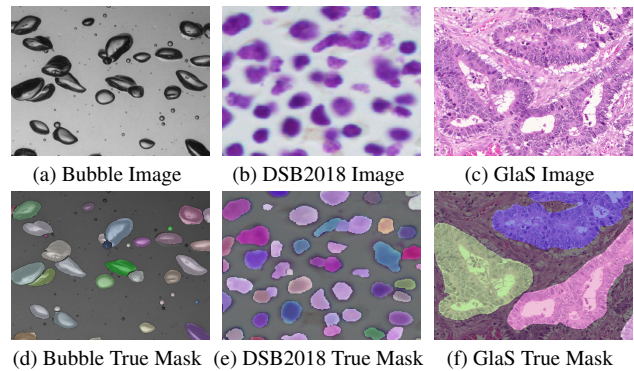 (a) Bubble Image (b) DSB2018 Image (c) GlaS Image
(d) Bubble True Mask (e) DSB2018 True Mask (f) GlaS True Mask